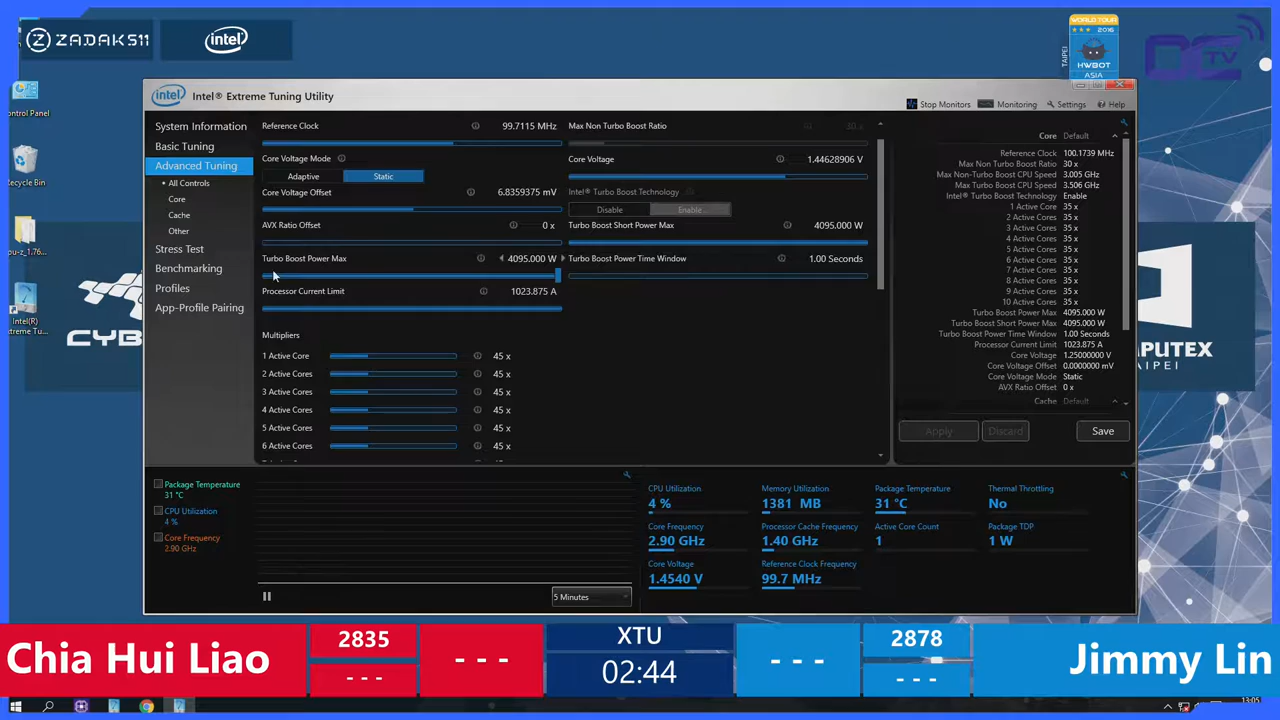 ZADAK511
intel
WORLD TOUR
2016
TAIPEI
HWBOT
ASIA
OC
TV
ontrol Panel
Recycle Bin
pu-z_1.76...
Intel(R)
xtreme Tu...
CYB
MPUTEX
TAIPEI
intel
Intel® Extreme Tuning Utility
Stop Monitors
Monitoring
Settings
Help
System Information
Basic Tuning
Advanced Tuning
• All Controls
Core
Cache
Other
Stress Test
Benchmarking
Profiles
App-Profile Pairing
Reference Clock 99.7115 MHz
Max Non Turbo Boost Ratio 30 x
Core Voltage Mode
Adaptive Static
Core Voltage 1.44628906 V
Core Voltage Offset 6.8359375 mV
Intel® Turbo Boost Technology
Disable Enable
AVX Ratio Offset 0 x
Turbo Boost Short Power Max 4095.000 W
Turbo Boost Power Max 4095.000 W
Turbo Boost Power Time Window 1.00 Seconds
Processor Current Limit 1023.875 A
Multipliers
1 Active Core 45 x
2 Active Cores 45 x
3 Active Cores 45 x
4 Active Cores 45 x
5 Active Cores 45 x
6 Active Cores 45 x
Core Default
Reference Clock 100.1739 MHz
Max Non Turbo Boost Ratio 30 x
Max Non-Turbo Boost CPU Speed 3.005 GHz
Max Turbo Boost CPU Speed 3.506 GHz
Intel® Turbo Boost Technology Enable
1 Active Core 35 x
2 Active Cores 35 x
3 Active Cores 35 x
4 Active Cores 35 x
5 Active Cores 35 x
6 Active Cores 35 x
7 Active Cores 35 x
8 Active Cores 35 x
9 Active Cores 35 x
10 Active Cores 35 x
Turbo Boost Power Max 4095.000 W
Turbo Boost Short Power Max 4095.000 W
Turbo Boost Power Time Window 1.00 Seconds
Processor Current Limit 1023.875 A
Core Voltage 1.25000000 V
Core Voltage Offset 0.0000000 mV
Core Voltage Mode Static
AVX Ratio Offset 0 x
Cache Default
Apply Discard Save
Package Temperature
31 °C
CPU Utilization
4 %
Core Frequency
2.90 GHz
5 Minutes
CPU Utilization
4 %
Memory Utilization
1381 MB
Package Temperature
31 °C
Thermal Throttling
No
Core Frequency
2.90 GHz
Processor Cache Frequency
1.40 GHz
Active Core Count
1
Package TDP
1 W
Core Voltage
1.4540 V
Reference Clock Frequency
99.7 MHz
Chia Hui Liao
2835
- - -
- - -
XTU
02:44
- - -
2878
- - -
Jimmy Lin
13:05